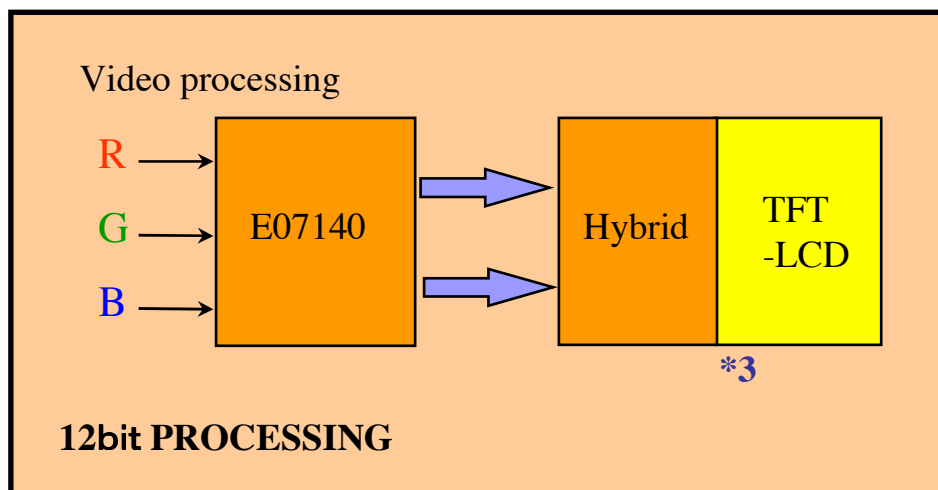 Video processing
R
G
B
E07140
Hybrid
TFT
-LCD
*3
12bit PROCESSING